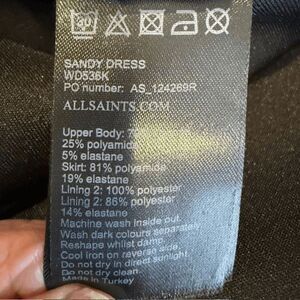 30
SANDY DRESS
WD536K
PO number: AS_124269R
ALLSAINTS.COM
Upper Body:
25% polyamide
5% elastane
Skirt: 81% polyamide
19% elastane
Lining 2: 100% polyester
Lining 2: 86% polyester
14% elastane
Machine wash inside out.
Wash dark colours separately
Reshape whilst damp.
Cool iron on reverse side.
Do not dry in direct sunlight.
Do not dry clean.
Made in Turkey